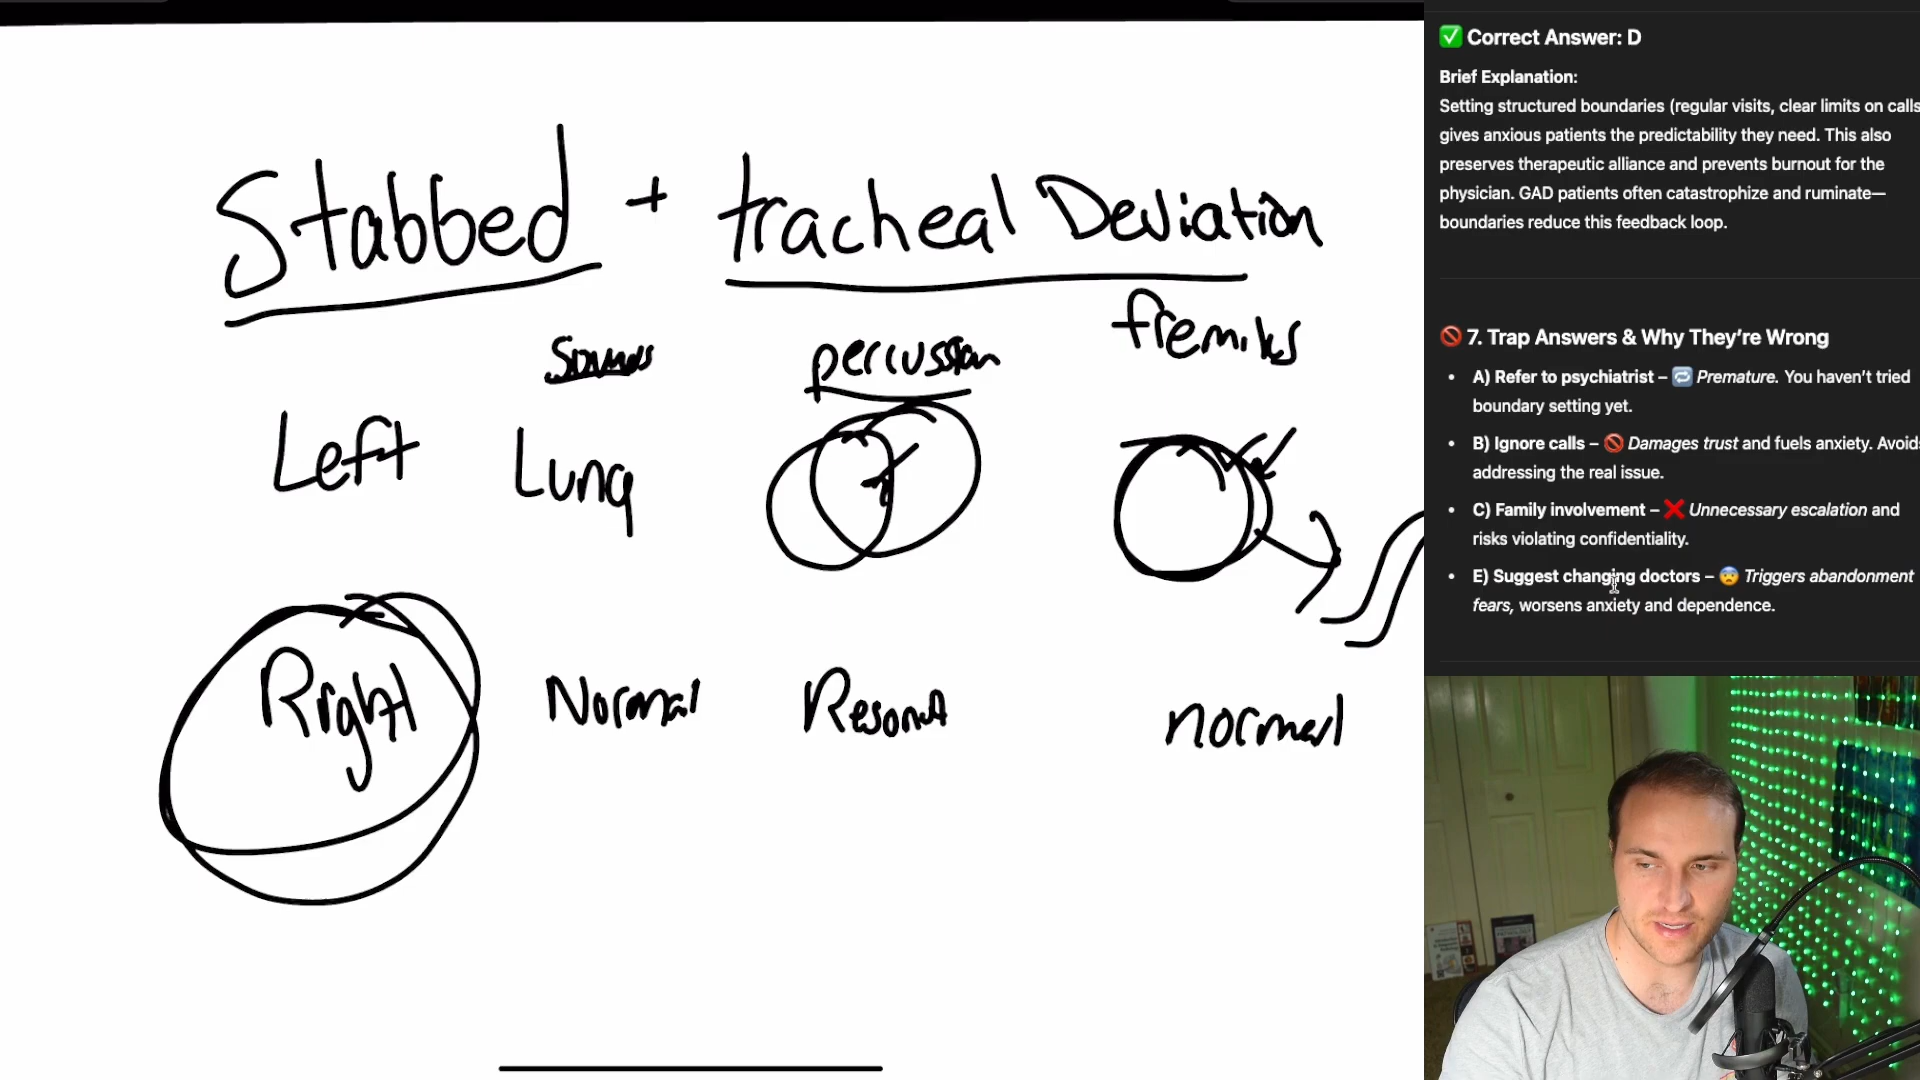 Stabbed + tracheal Deviation
Sounds percussion fremitus
Left Lung
Right Normal Resonat normal
✅ Correct Answer: D
Brief Explanation:
Setting structured boundaries (regular visits, clear limits on calls
gives anxious patients the predictability they need. This also
preserves therapeutic alliance and prevents burnout for the
physician. GAD patients often catastrophize and ruminate—
boundaries reduce this feedback loop.
🚫 7. Trap Answers & Why They're Wrong
• A) Refer to psychiatrist – 🔁 Premature. You haven't tried
boundary setting yet.
• B) Ignore calls – 🚫 Damages trust and fuels anxiety. Avoids
addressing the real issue.
• C) Family involvement – ❌ Unnecessary escalation and
risks violating confidentiality.
• E) Suggest changing doctors – 😨 Triggers abandonment
fears, worsens anxiety and dependence.